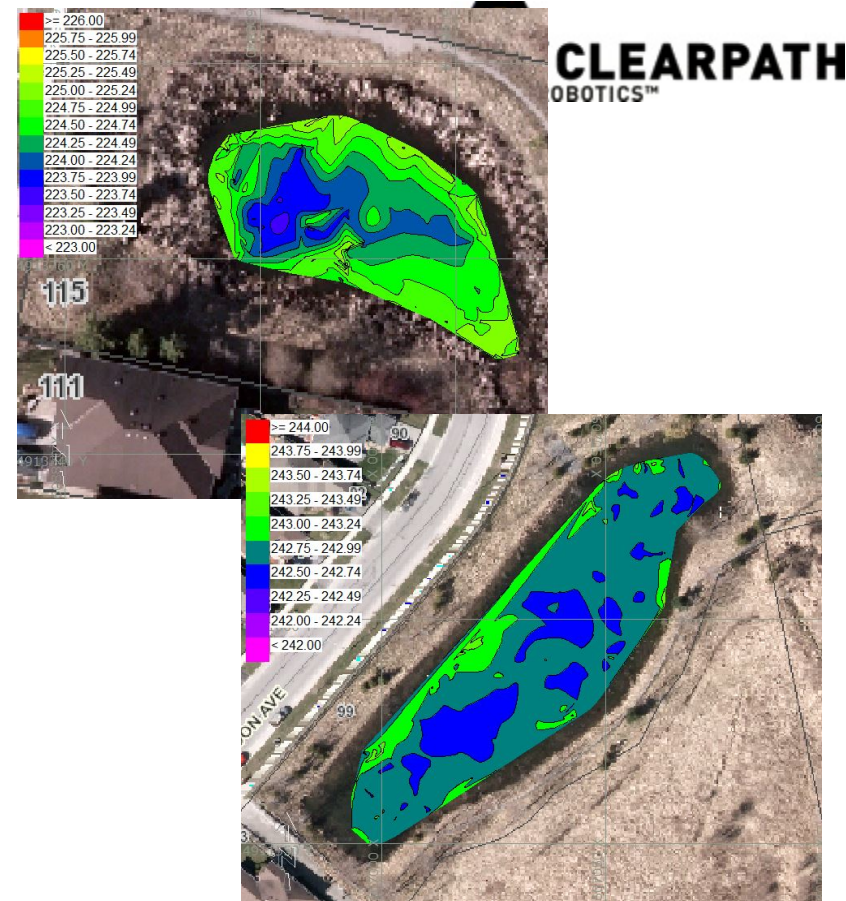 CLEARPATH
OBOTICS™
>= 226.00
225.75 - 225.99
225.50 - 225.74
225.25 - 225.49
225.00 - 225.24
224.75 - 224.99
224.50 - 224.74
224.25 - 224.49
224.00 - 224.24
223.75 - 223.99
223.50 - 223.74
223.25 - 223.49
223.00 - 223.24
< 223.00
115
111
>= 244.00
243.75 - 243.99
243.50 - 243.74
243.25 - 243.49
243.00 - 243.24
242.75 - 242.99
242.50 - 242.74
242.25 - 242.49
242.00 - 242.24
< 242.00
90
99
ON AVE